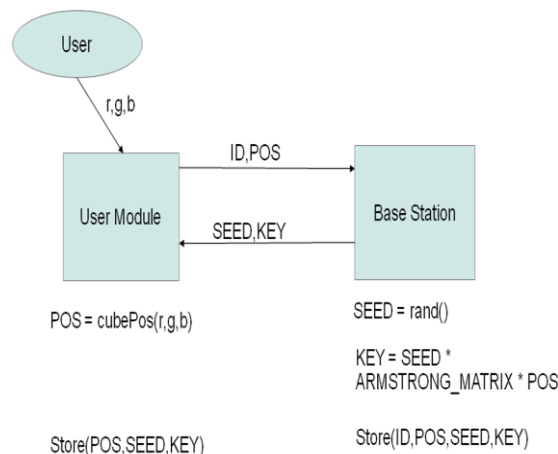 User
r,g,b
ID,POS
User Module
Base Station
SEED,KEY
POS = cubePos(r,g,b)
SEED = rand()
KEY = SEED *
ARMSTRONG_MATRIX * POS
Store(POS,SEED,KEY)
Store(ID,POS,SEED,KEY)